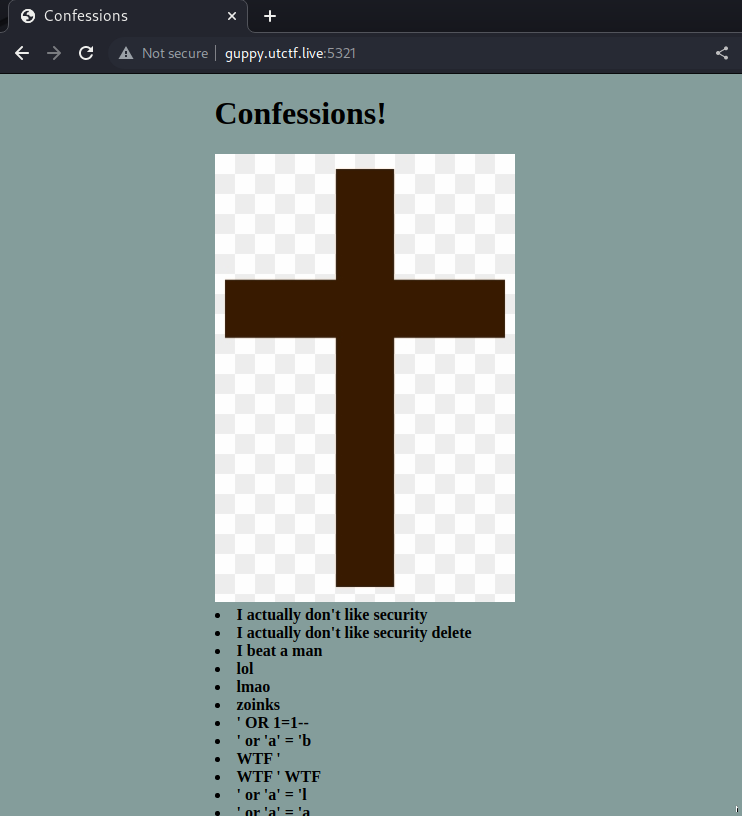 Confessions
Not secure guppy.utctf.live:5321
Confessions!
I actually don't like security
I actually don't like security delete
I beat a man
lol
lmao
zoinks
' OR 1=1--
' or 'a' = 'b
WTF '
WTF ' WTF
' or 'a' = 'l
' or 'a' = 'a